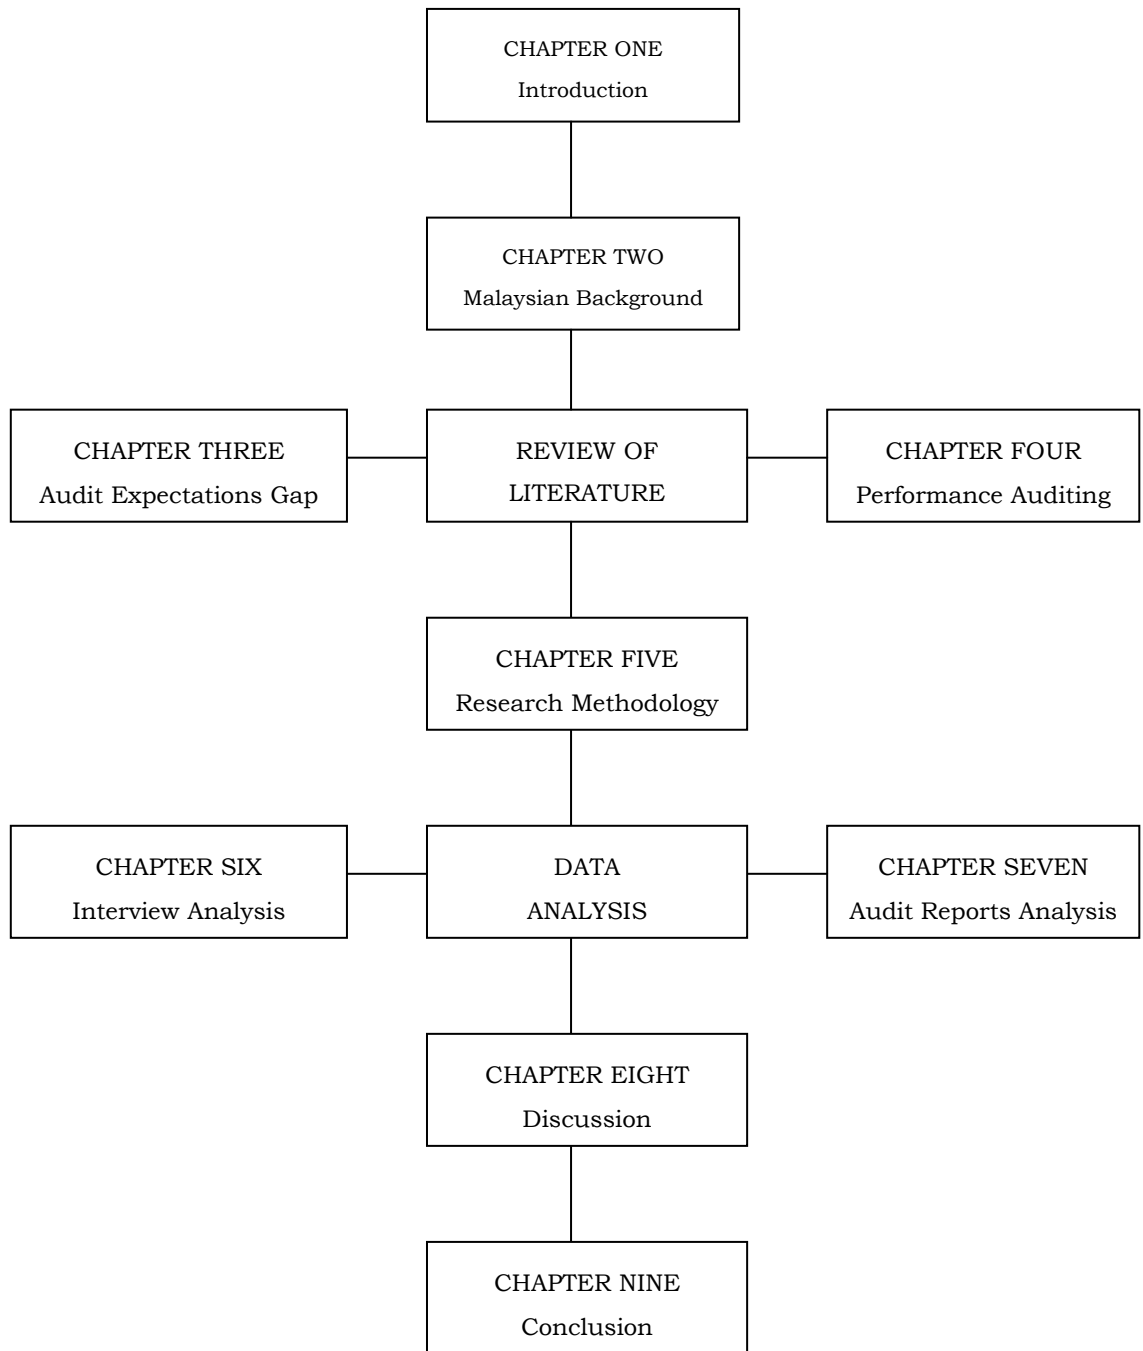 CHAPTER ONE
Introduction
CHAPTER TWO
Malaysian Background
CHAPTER THREE
Audit Expectations Gap
REVIEW OF
LITERATURE
CHAPTER FOUR
Performance Auditing
CHAPTER FIVE
Research Methodology
CHAPTER SIX
Interview Analysis
DATA
ANALYSIS
CHAPTER SEVEN
Audit Reports Analysis
CHAPTER EIGHT
Discussion
CHAPTER NINE
Conclusion